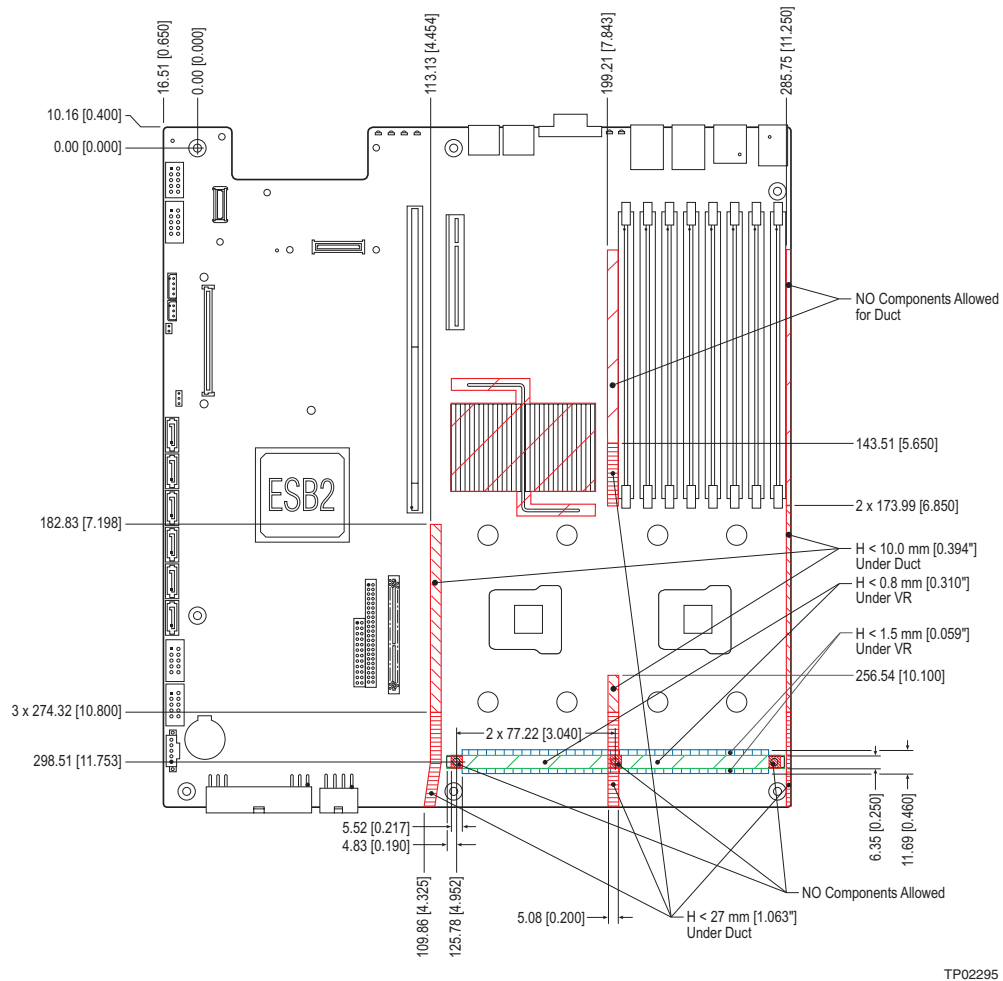 16.51 [0.650]
0.00 [0.000]
113.13 [4.454]
199.21 [7.843]
285.75 [11.250]
10.16 [0.400]
0.00 [0.000]
NO Components Allowed
for Duct
143.51 [5.650]
ESB2
2 x 173.99 [6.850]
182.83 [7.198]
H < 10.0 mm [0.394"]
Under Duct
H < 0.8 mm [0.310"]
Under VR
H < 1.5 mm [0.059"]
Under VR
256.54 [10.100]
3 x 274.32 [10.800]
2 x 77.22 [3.040]
298.51 [11.753]
5.52 [0.217]
4.83 [0.190]
6.35 [0.250]
11.69 [0.460]
109.86 [4.325]
125.78 [4.952]
NO Components Allowed
5.08 [0.200]
H < 27 mm [1.063"]
Under Duct
TP02295